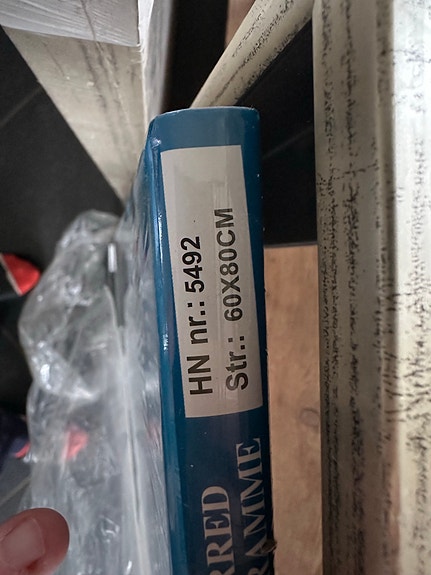 HN nr.: 5492
Str.: 60X80CM
RRED
RAMME